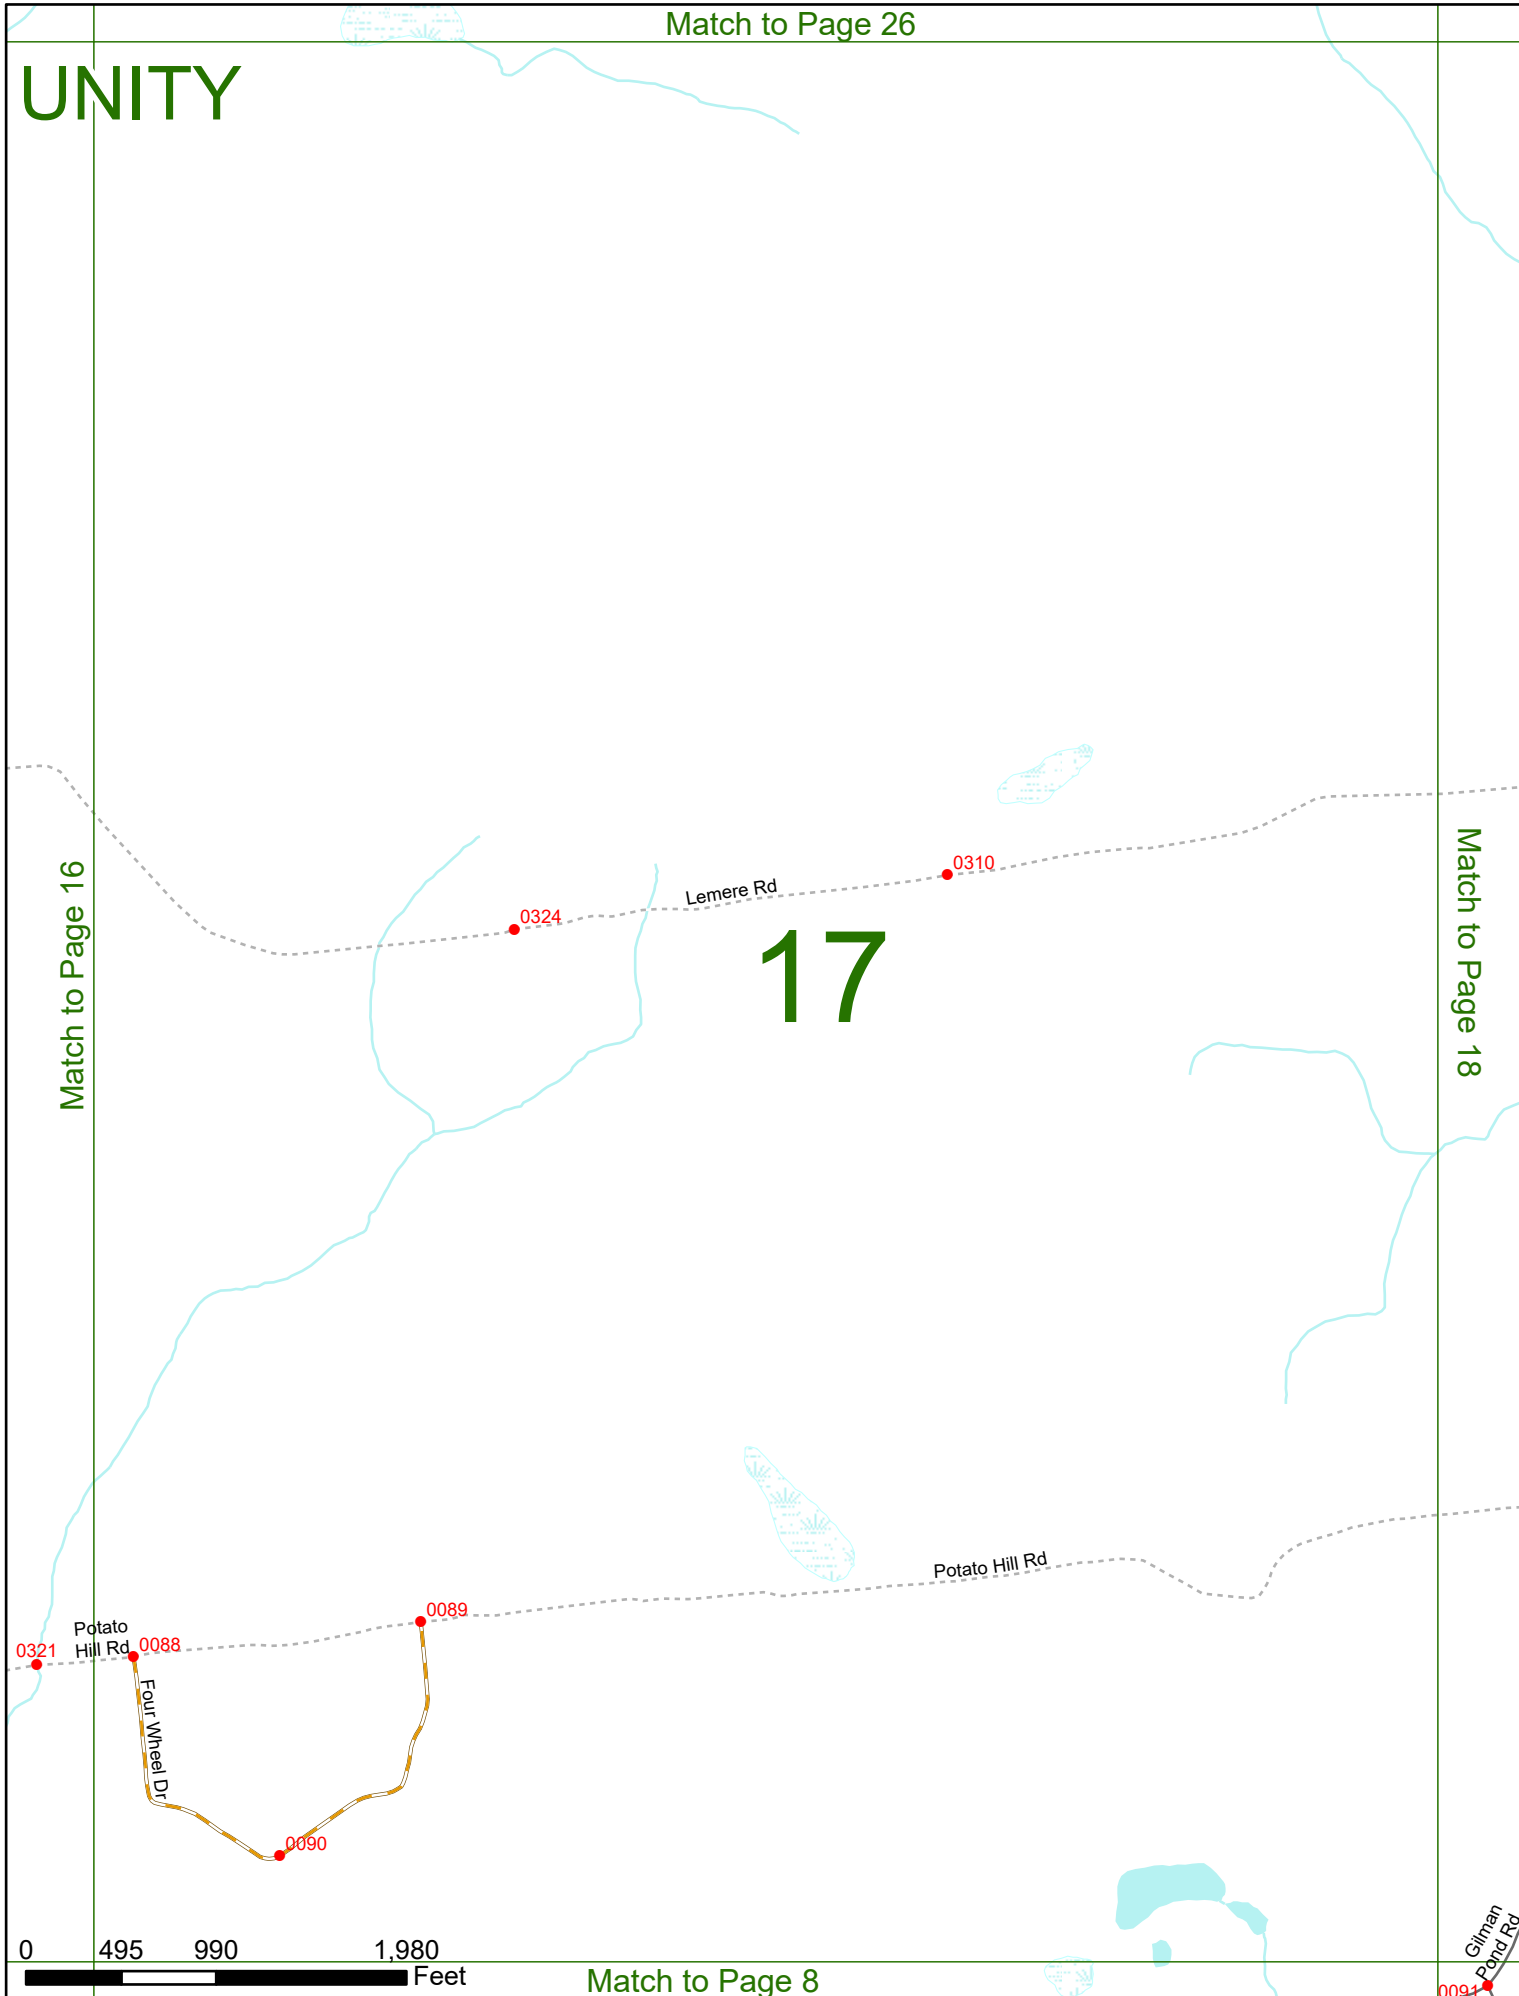 Match to Page 26
UNITY
Match to Page 16
Match to Page 18
0310
Lemere Rd
0324
17
Potato Hill Rd
0089
Potato
Hill Rd
0321
0088
Four Wheel Dr
0090
Gilman
Pond Rd
0 495 990 1,980
Feet
Match to Page 8
0091